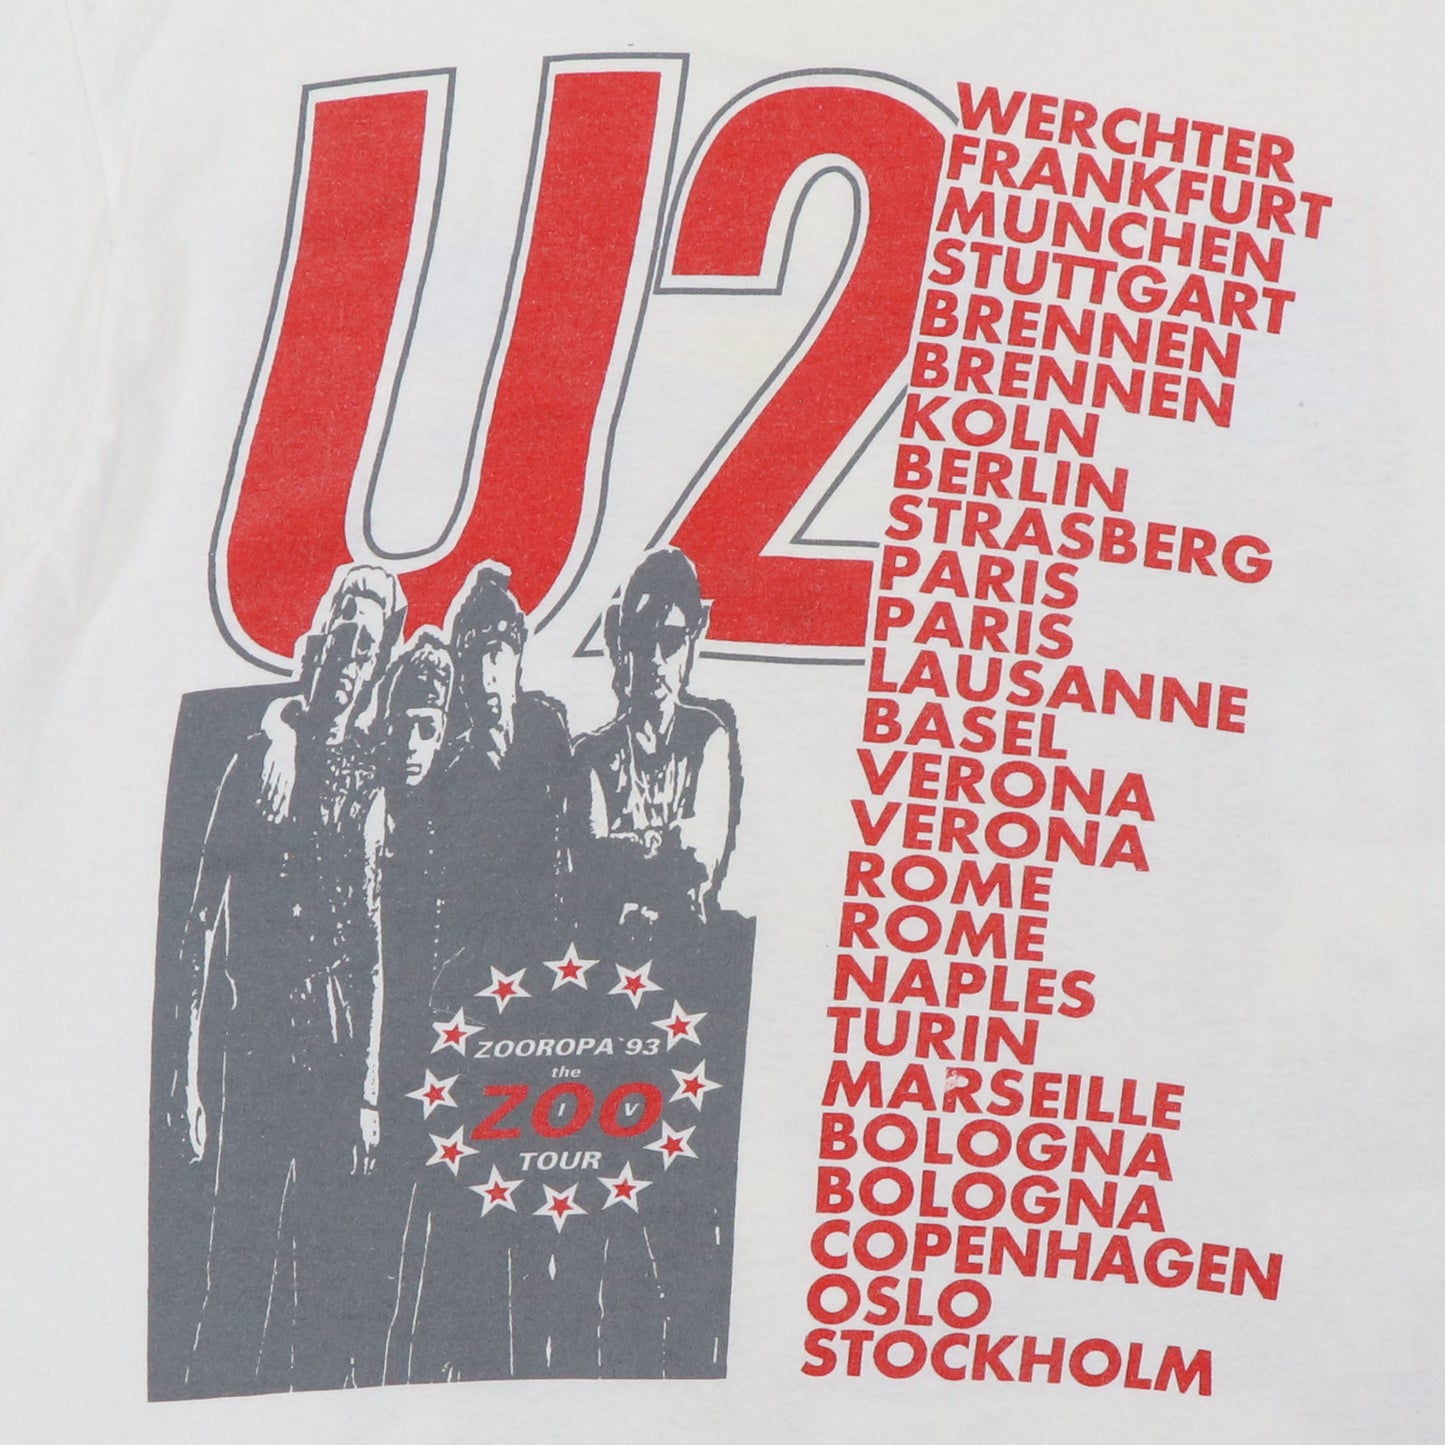 U2
WERCHTER
FRANKFURT
MUNCHEN
STUTTGART
BRENNEN
BRENNEN
KOLN
BERLIN
STRASBERG
PARIS
PARIS
LAUSANNE
BASEL
VERONA
VERONA
ROME
ROME
NAPLES
TURIN
MARSEILLE
BOLOGNA
BOLOGNA
COPENHAGEN
OSLO
STOCKHOLM
ZOOROPA`93
the
ZOO
I V
TOUR